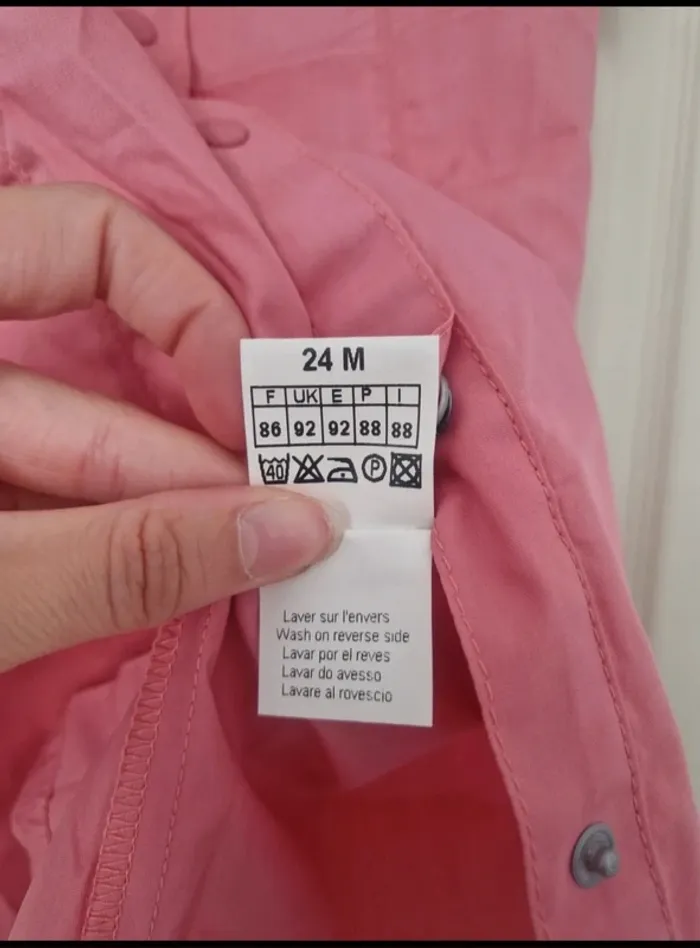 24 M
F UK E P I
86 92 92 88 88
40 P
Laver sur l'envers
Wash on reverse side
Lavar por el reves
Lavar do avesso
Lavare al rovescio